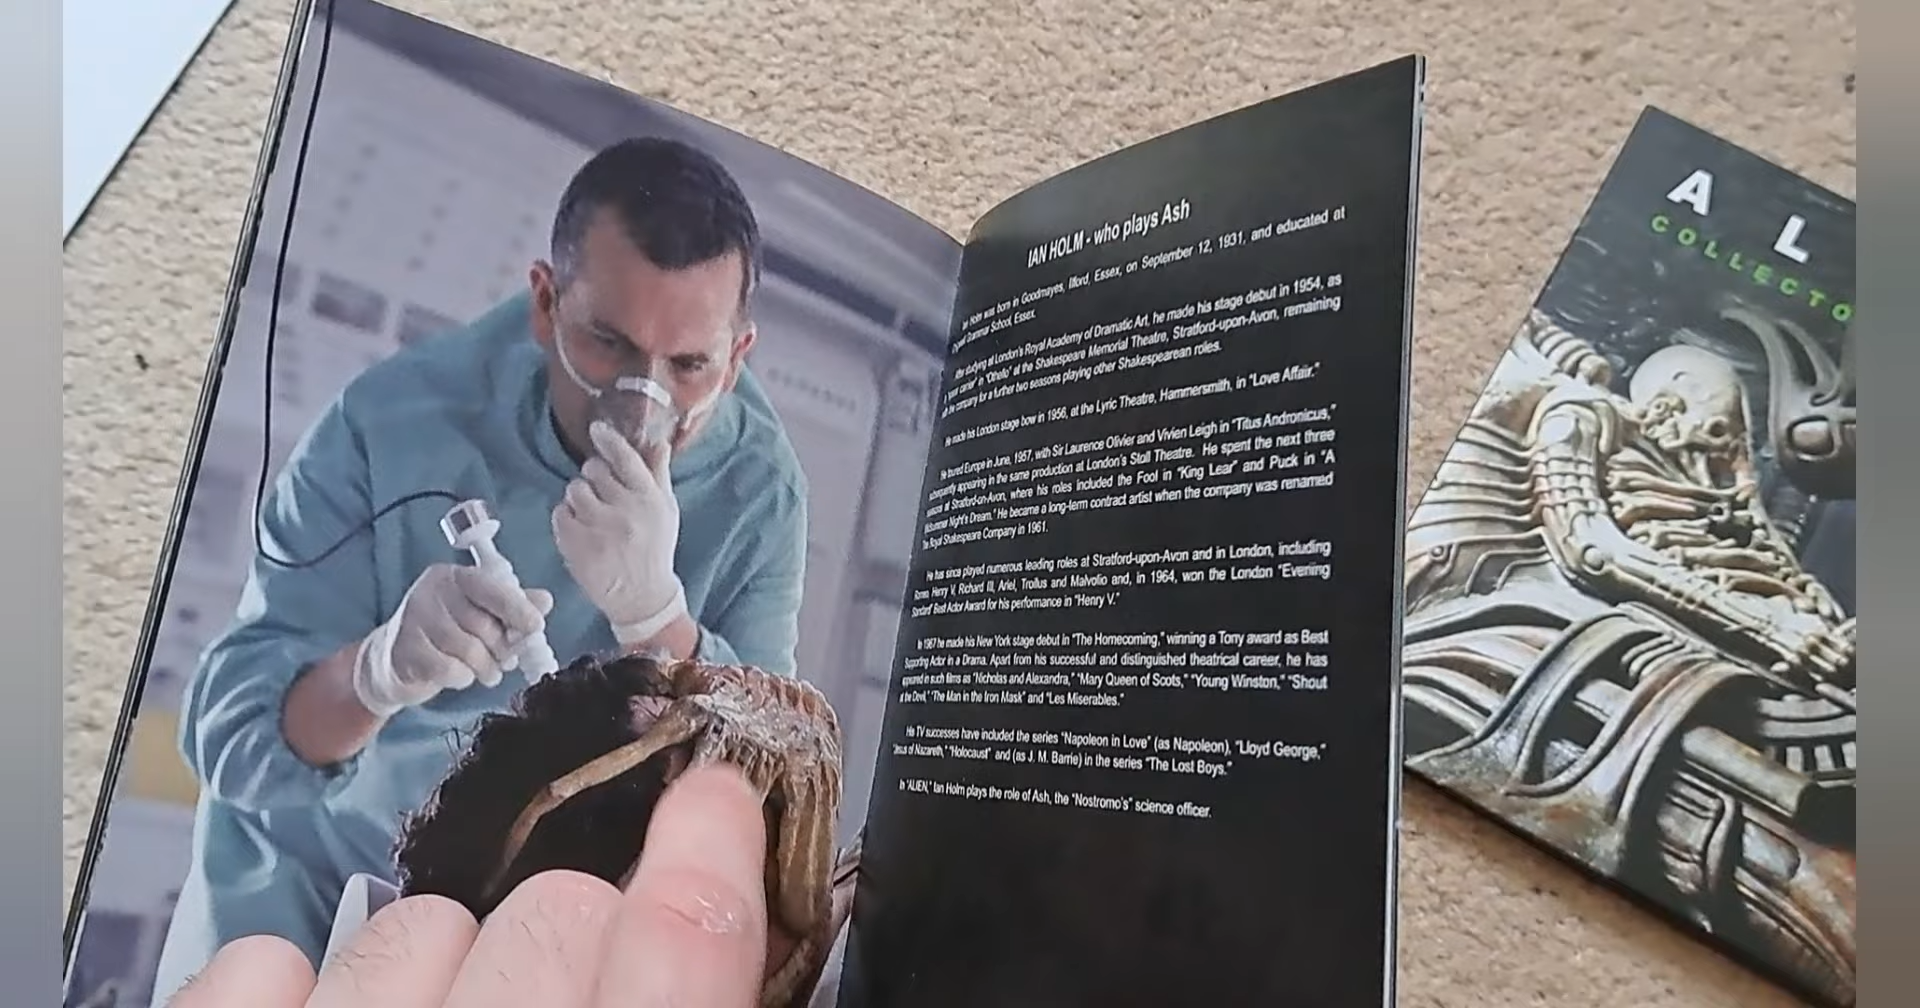 IAN HOLM - who plays Ash
Ian Holm was born in Goodmayes, Ilford, Essex, on September 12, 1931, and educated at
Grammar School, Essex.
After studying at London's Royal Academy of Dramatic Art, he made his stage debut in 1954, as
a "spear carrier" in "Othello" at the Shakespeare Memorial Theatre, Stratford-upon-Avon, remaining
with the company for a further two seasons playing other Shakespearean roles.
He made his London stage bow in 1956, at the Lyric Theatre, Hammersmith, in "Love Affair."
He toured Europe in June, 1957, with Sir Laurence Olivier and Vivien Leigh in "Titus Andronicus,"
subsequently appearing in the same production at London's Stoll Theatre. He spent the next three
seasons at Stratford-on-Avon, where his roles included the Fool in "King Lear" and Puck in "A
Midsummer Night's Dream." He became a long-term contract artist when the company was renamed
The Royal Shakespeare Company in 1961.
He has since played numerous leading roles at Stratford-upon-Avon and in London, including
Romeo, Henry V, Richard III, Ariel, Troilus and Malvolio and, in 1964, won the London "Evening
Standard" Best Actor Award for his performance in "Henry V."
In 1967 he made his New York stage debut in "The Homecoming," winning a Tony award as Best
Supporting Actor in a Drama. Apart from his successful and distinguished theatrical career, he has
appeared in such films as "Nicholas and Alexandra," "Mary Queen of Scots," "Young Winston," "Shout
at the Devil," "The Man in the Iron Mask" and "Les Miserables."
His TV successes have included the series "Napoleon in Love" (as Napoleon), "Lloyd George,"
"Jesus of Nazareth," "Holocaust" and (as J. M. Barrie) in the series "The Lost Boys."
In "ALIEN," Ian Holm plays the role of Ash, the "Nostromo's" science officer.
A L
COLLECTO